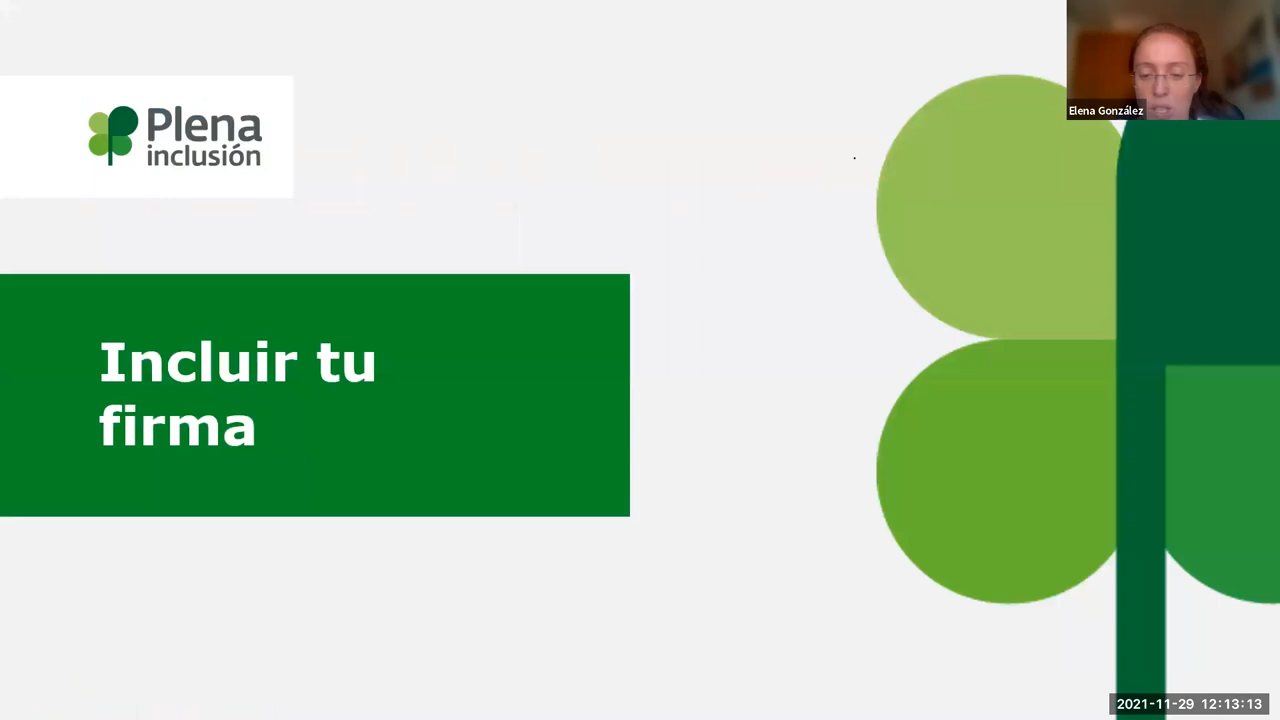 Plena
inclusión
Elena González
Incluir tu
firma
2021-11-29 12:13:13